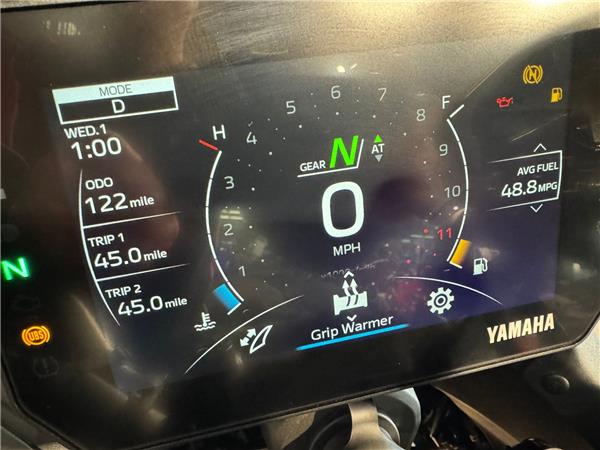 MODE
D
WED.1
1:00
ODO
122 mile
TRIP 1
45.0 mile
TRIP 2
45.0 mile
H
1
2
3
4
5
6
7
8
9
10
11
F
GEAR N AT
0
MPH
Grip Warmer
N
AVG FUEL
48.8 MPG
N
UBS
YAMAHA